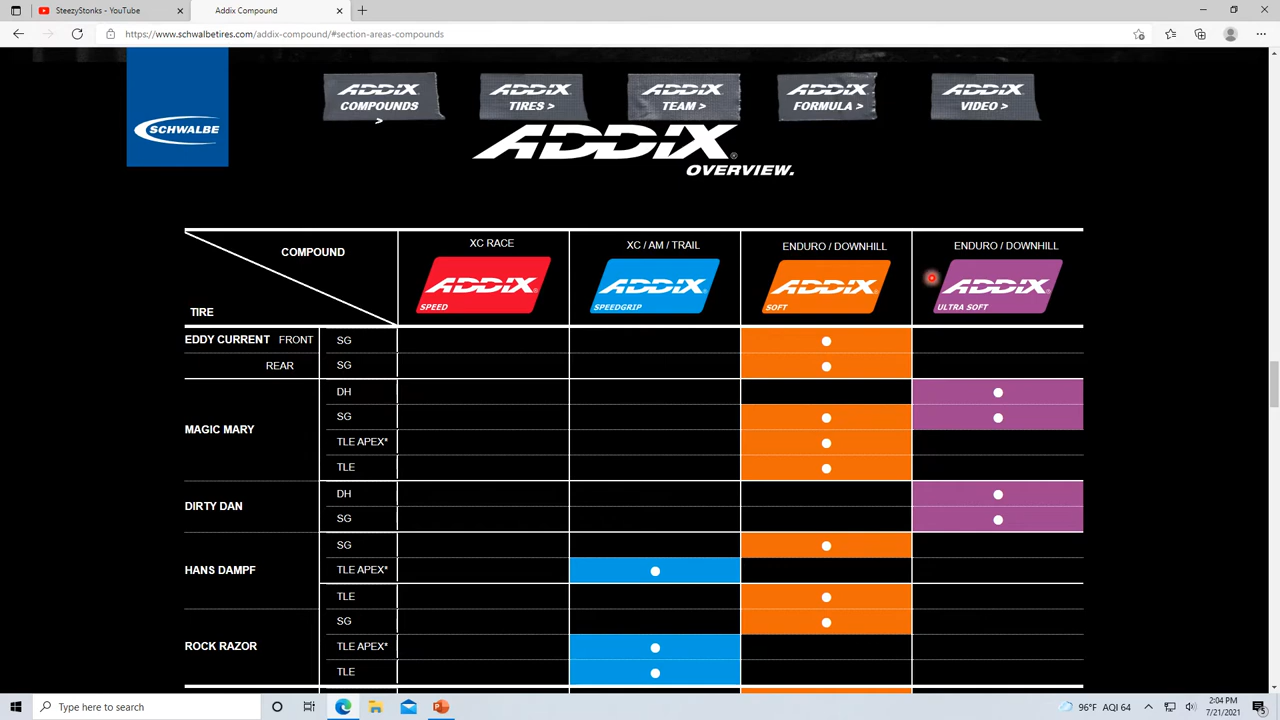 SteezyStonks - YouTube
Addix Compound
https://www.schwalbetires.com/addix-compound/#section-areas-compounds
SCHWALBE
ADDIX COMPOUNDS >
ADDIX TIRES >
ADDIX TEAM >
ADDIX FORMULA >
ADDIX VIDEO >
ADDIX®
OVERVIEW.
COMPOUND
TIRE
XC RACE
ADDIX®
SPEED
XC / AM / TRAIL
ADDIX®
SPEEDGRIP
ENDURO / DOWNHILL
ADDIX®
SOFT
ENDURO / DOWNHILL
ADDIX®
ULTRA SOFT
EDDY CURRENT FRONT SG
REAR SG
MAGIC MARY
DH
SG
TLE APEX*
TLE
DIRTY DAN
DH
SG
HANS DAMPF
SG
TLE APEX*
TLE
ROCK RAZOR
SG
TLE APEX*
TLE
Type here to search
96°F AQI 64
2:04 PM
7/21/2021
5